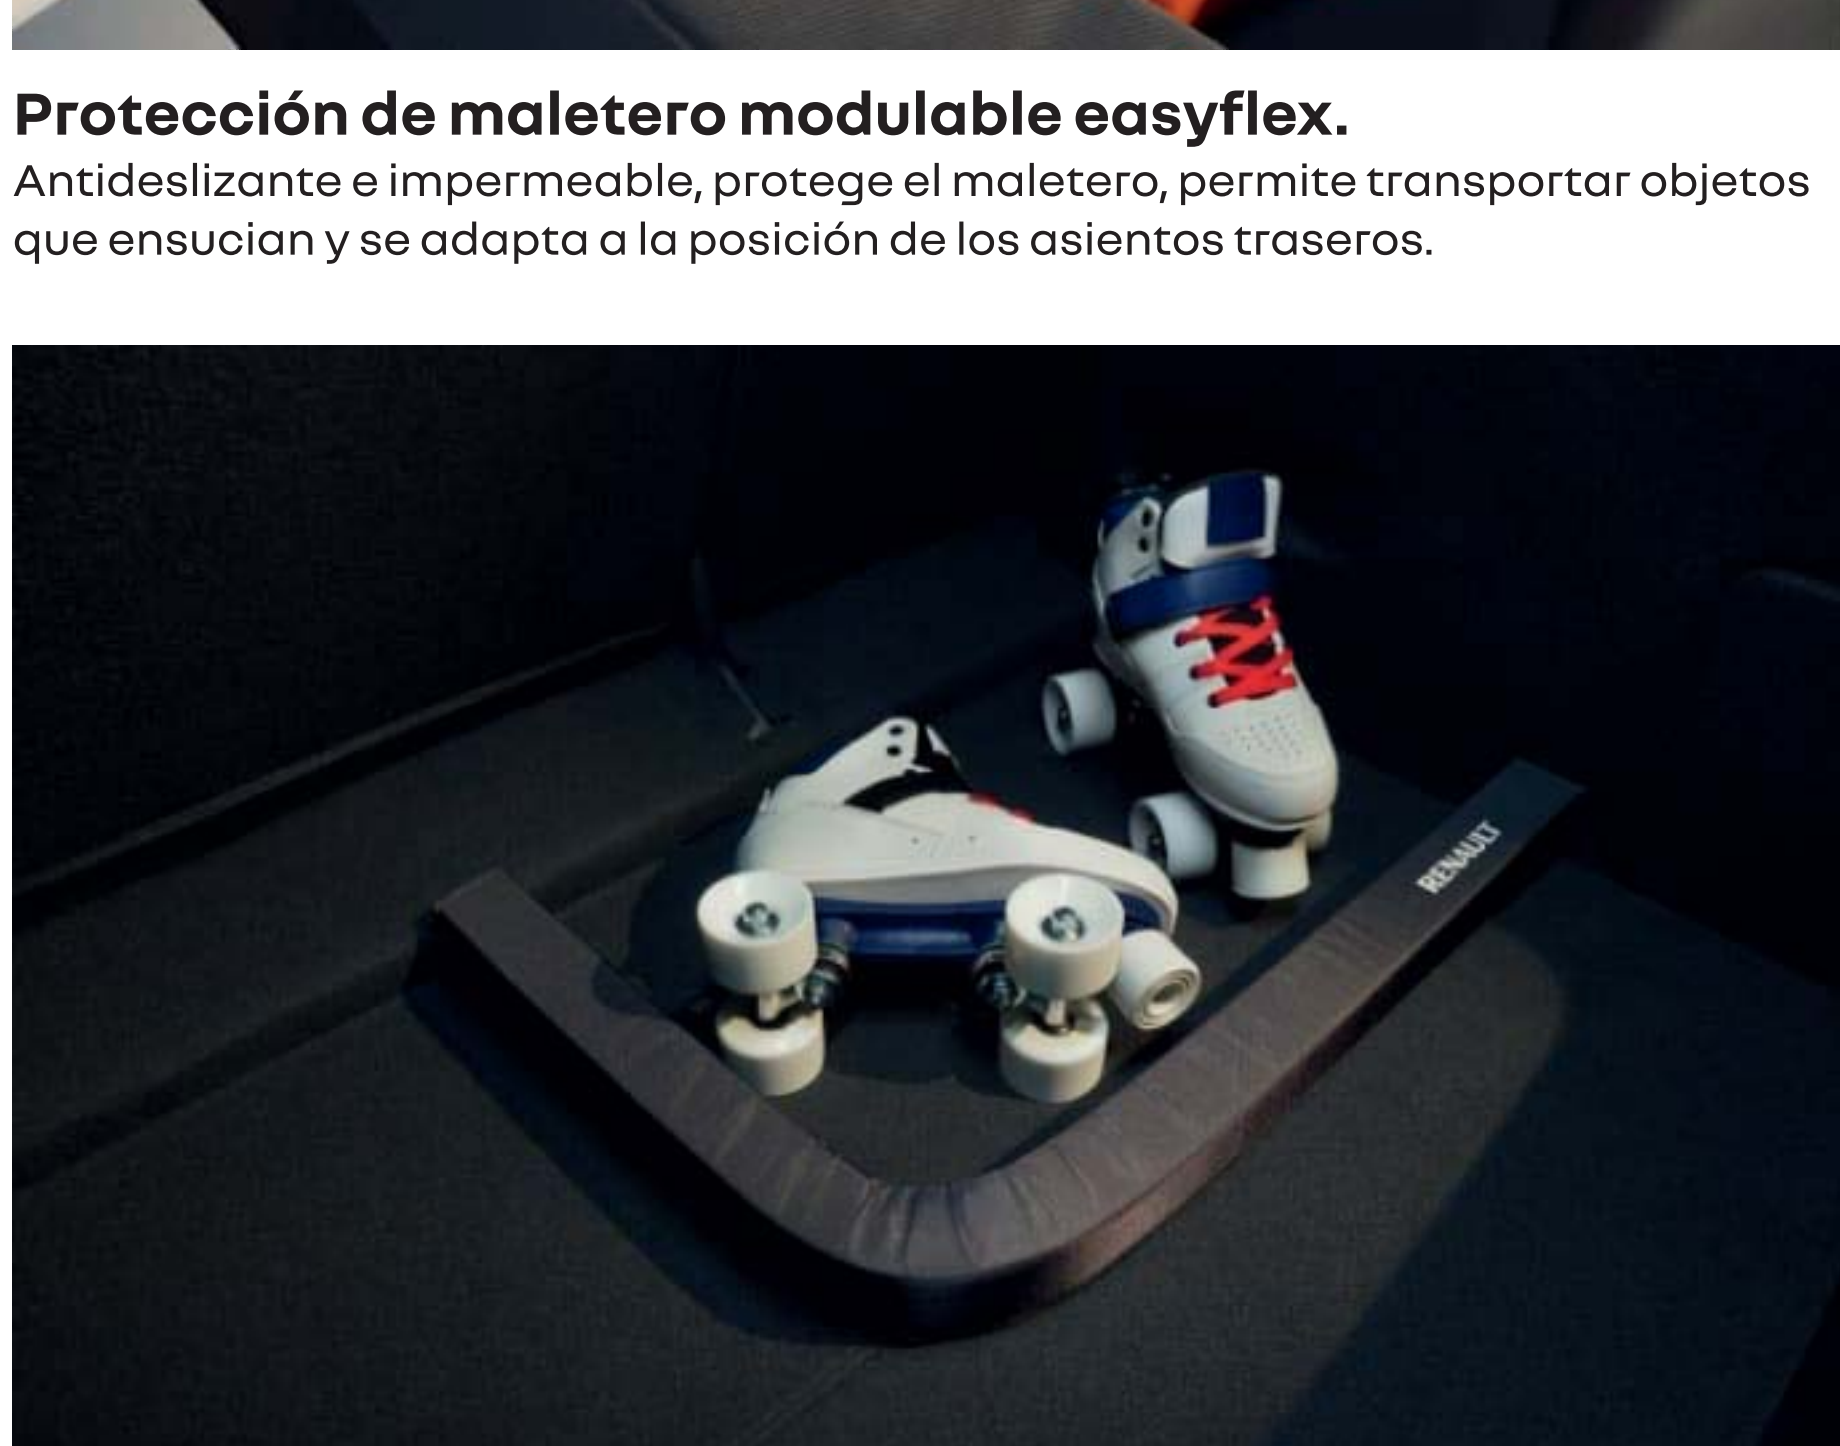 Protección de maletero modulable easyflex.
Antideslizante e impermeable, protege el maletero, permite transportar objetos
que ensucian y se adapta a la posición de los asientos traseros.
RENAULT